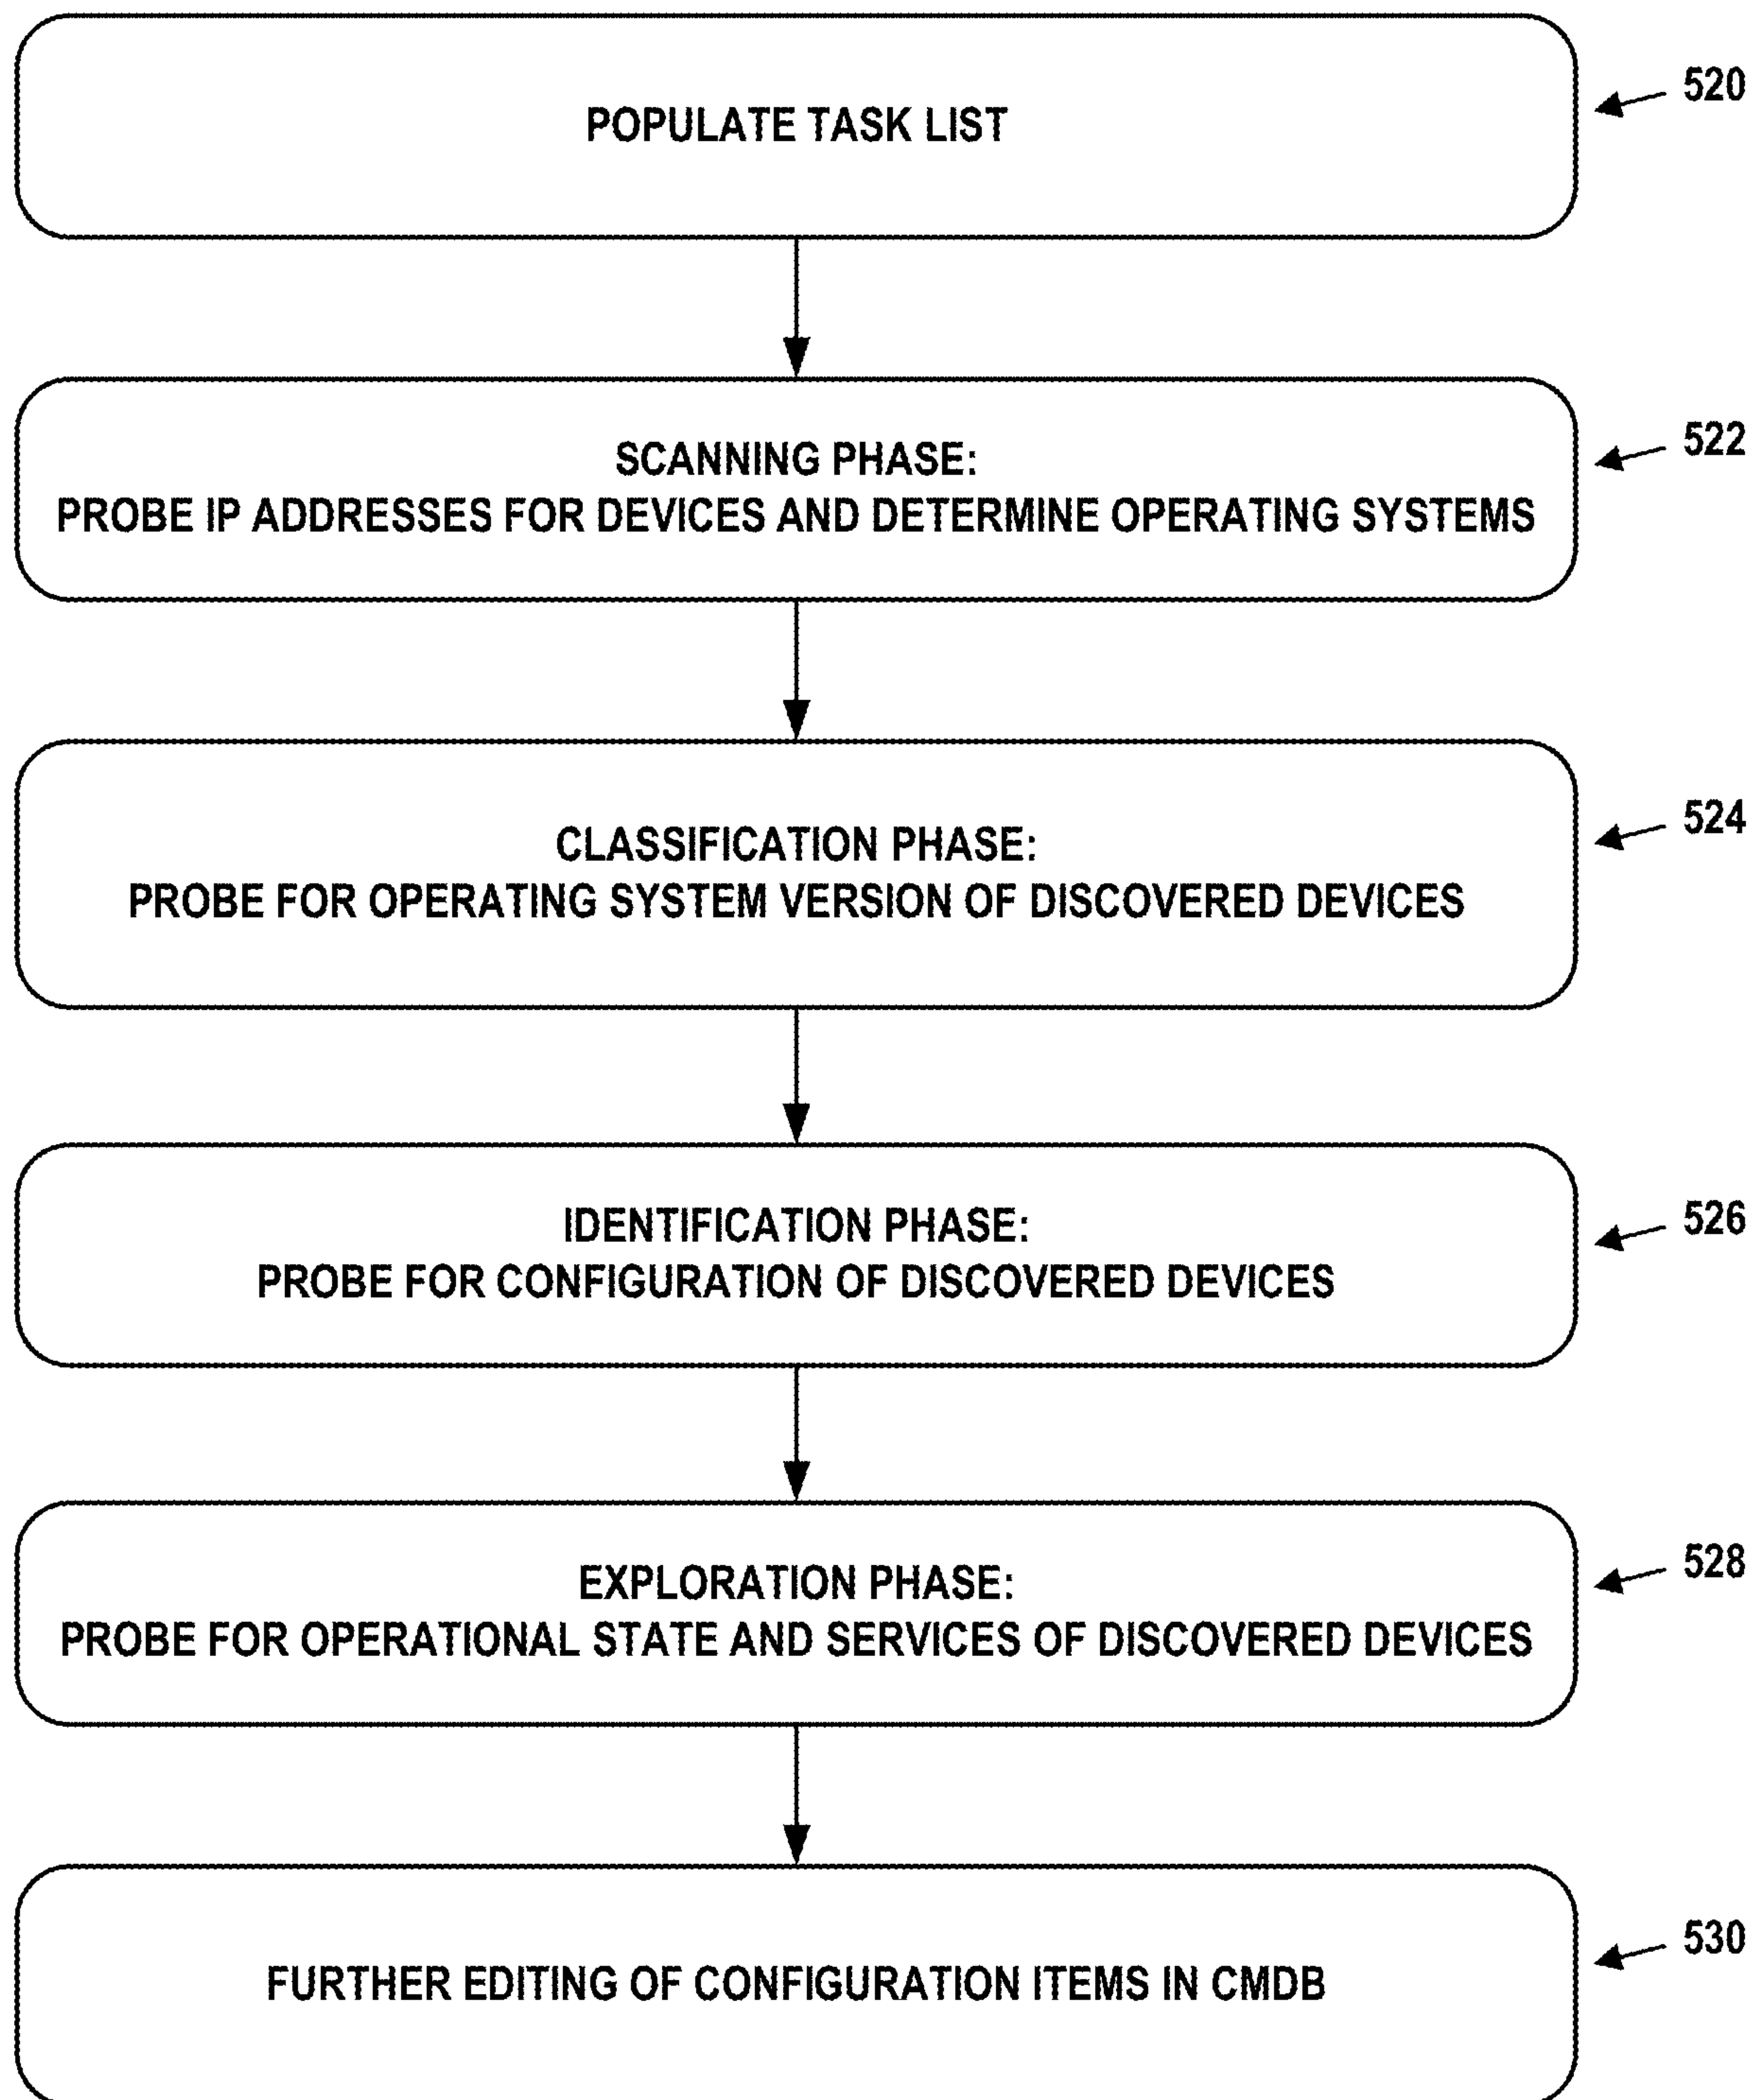 POPULATE TASK LIST
520
SCANNING PHASE:
PROBE IP ADDRESSES FOR DEVICES AND DETERMINE OPERATING SYSTEMS
522
CLASSIFICATION PHASE:
PROBE FOR OPERATING SYSTEM VERSION OF DISCOVERED DEVICES
524
IDENTIFICATION PHASE:
PROBE FOR CONFIGURATION OF DISCOVERED DEVICES
526
EXPLORATION PHASE:
PROBE FOR OPERATIONAL STATE AND SERVICES OF DISCOVERED DEVICES
528
FURTHER EDITING OF CONFIGURATION ITEMS IN CMDB
530